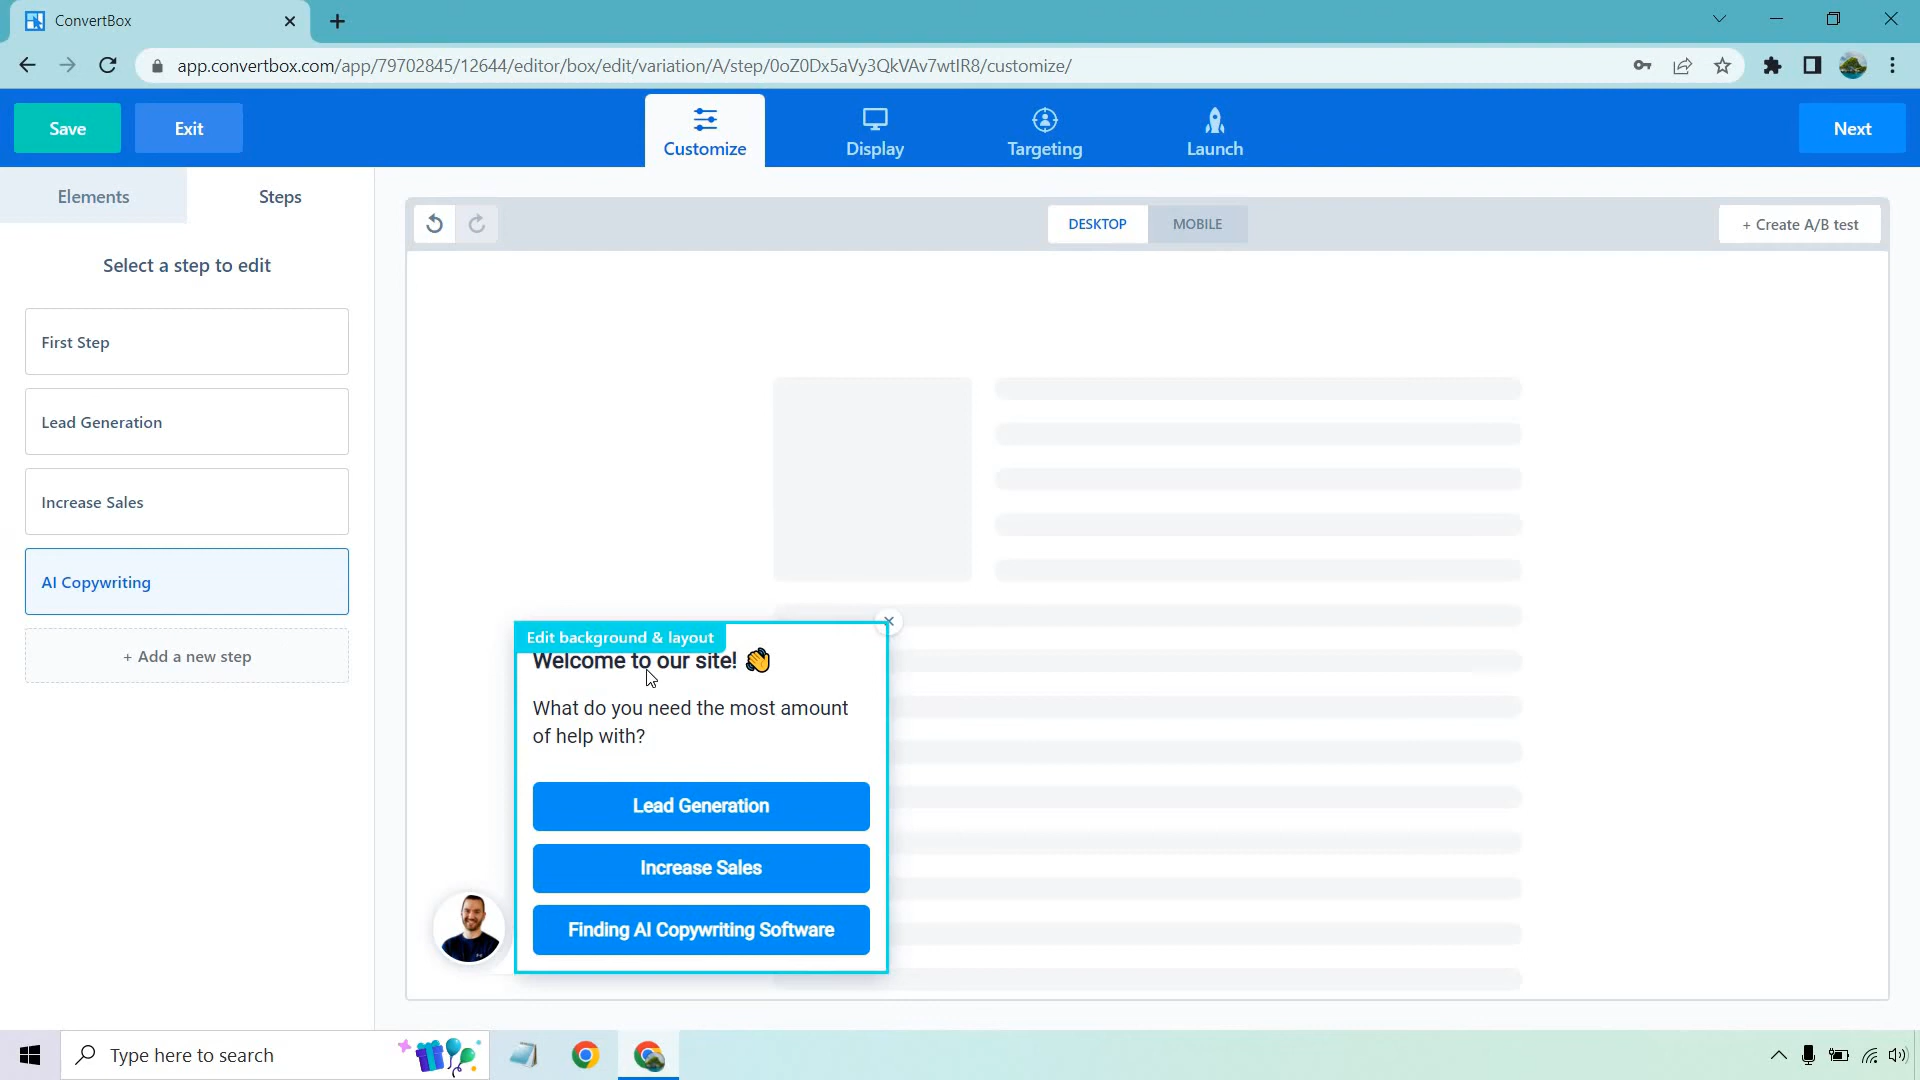 ConvertBox
app.convertbox.com/app/79702845/12644/editor/box/edit/variation/A/step/0oZ0Dx5aVy3QkVAv7wtIR8/customize/
Save
Exit
Customize
Display
Targeting
Launch
Next
Elements
Steps
DESKTOP
MOBILE
+ Create A/B test
Select a step to edit
First Step
Lead Generation
Increase Sales
AI Copywriting
+ Add a new step
Edit background & layout
Welcome to our site! 👋
What do you need the most amount
of help with?
Lead Generation
Increase Sales
Finding AI Copywriting Software
Type here to search